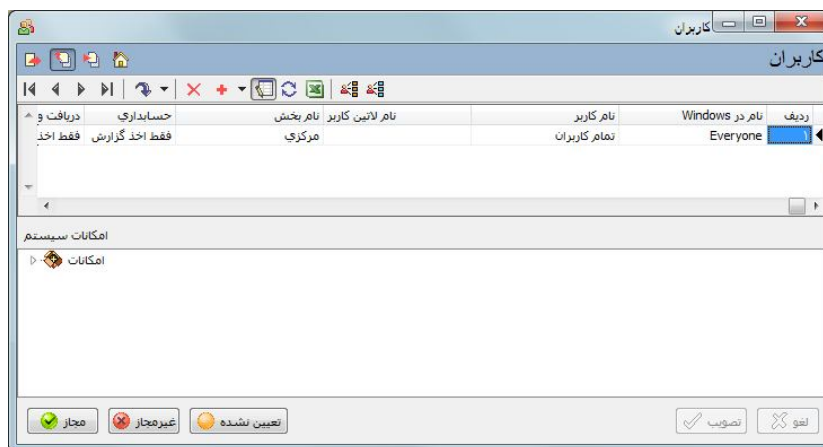 کاربران
کاربران
ردیف نام در Windows نام کاربر نام لاتین کاربر نام بخش حسابداري دریافت و
۱ Everyone تمام کاربران مرکزي فقط اخذ گزارش فقط اخذ
امکانات سیستم
امکانات
لغو تصویب تعیین نشده غیرمجاز مجاز